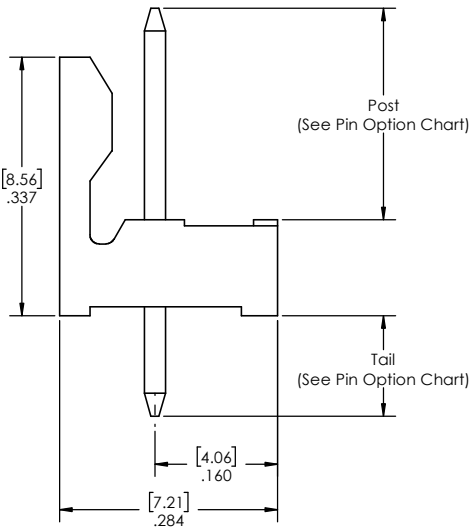 Post
(See Pin Option Chart)
[8.56]
.337
Tail
(See Pin Option Chart)
[4.06]
.160
[7.21]
.284